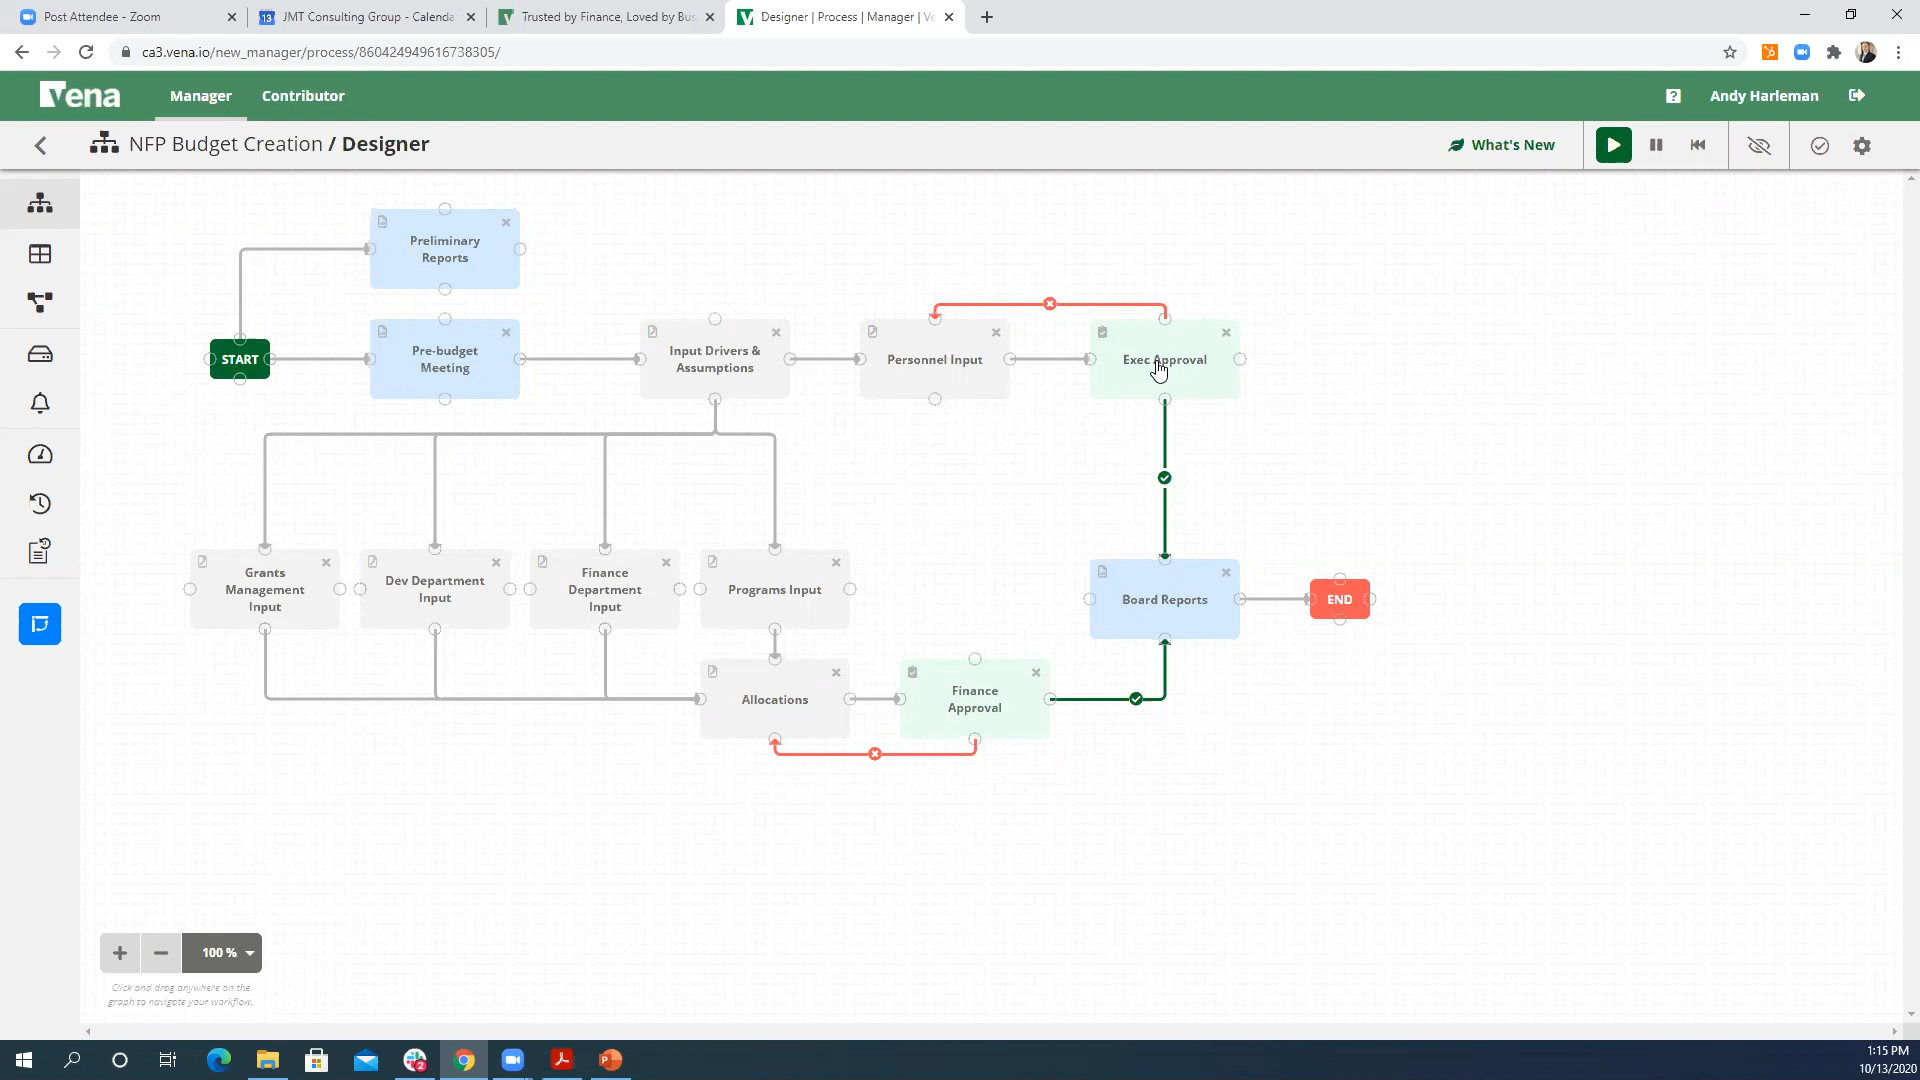 Post Attendee - Zoom
JMT Consulting Group - Calenda
Trusted by Finance, Loved by Bus
Designer | Process | Manager | Ve
ca3.vena.io/new_manager/process/860424949616738305/
Vena
Manager
Contributor
Andy Harleman
NFP Budget Creation / Designer
What's New
Preliminary
Reports
START
Pre-budget
Meeting
Input Drivers &
Assumptions
Personnel Input
Exec Approval
Grants
Management
Input
Dev Department
Input
Finance
Department
Input
Programs Input
Board Reports
END
Allocations
Finance
Approval
100 %
Click and drag anywhere on the
graph to navigate your workflow.
1:15 PM
10/13/2020